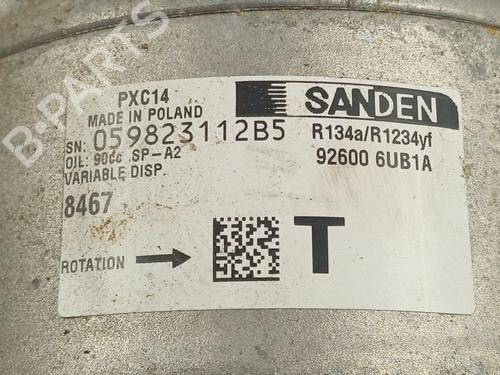 PXC14
MADE IN POLAND
SN: 059823112B5
OIL: 90cc SP-A2
VARIABLE DISP.
8467
ROTATION
SANDEN
R134a/R1234yf
92600 6UB1A
T
B-PARTS